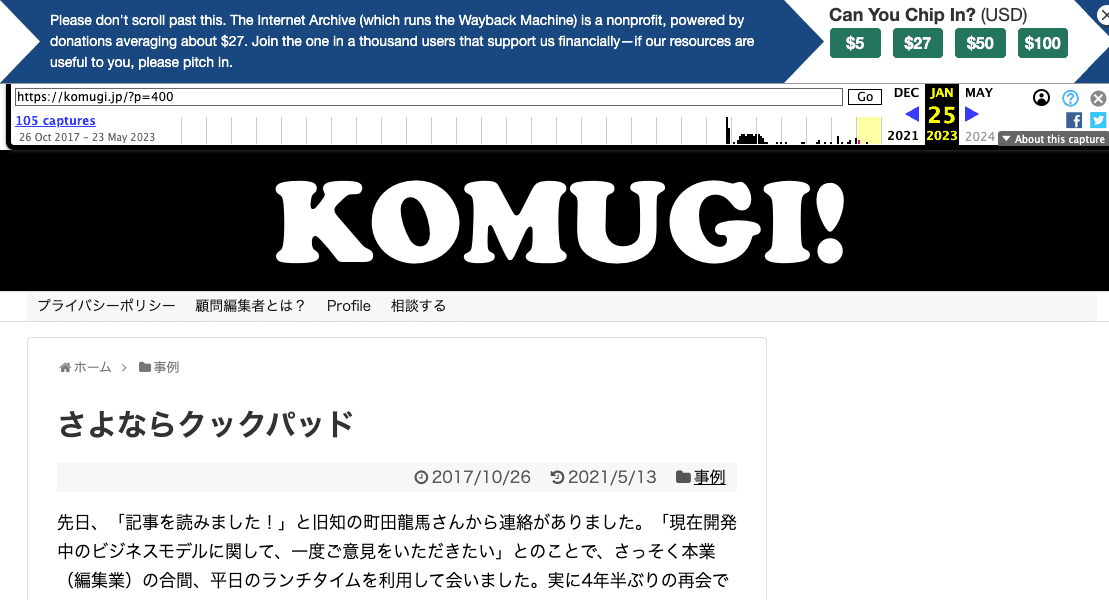 Please don't scroll past this. The Internet Archive (which runs the Wayback Machine) is a nonprofit, powered by
donations averaging about $27. Join the one in a thousand users that support us financially—if our resources are
useful to you, please pitch in.
Can You Chip In? (USD)
$5 $27 $50 $100
https://komugi.jp/?p=400 Go
105 captures
26 Oct 2017 – 23 May 2023
DEC JAN MAY
25
2021 2023 2024
About this capture
KOMUGI!
プライバシーポリシー 顧問編集者とは? Profile 相談する
ホーム 事例
さよならクックパッド
2017/10/26 2021/5/13 事例
先日、「記事を読みました！」と旧知の町田龍馬さんから連絡がありました。「現在開発
中のビジネスモデルに関して、一度ご意見をいただきたい」とのことで、さっそく本業
（編集業）の合間、平日のランチタイムを利用して会いました。実に4年半ぶりの再会で